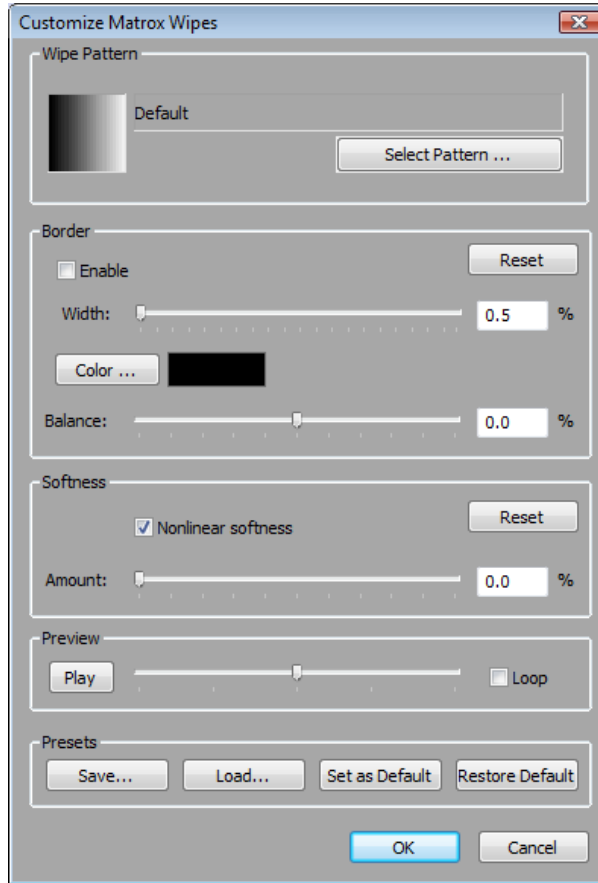 Customize Matrox Wipes
Wipe Pattern
Default
Select Pattern ...
Border
Enable
Reset
Width: 0.5 %
Color ...
Balance: 0.0 %
Softness
Nonlinear softness
Reset
Amount: 0.0 %
Preview
Play
Loop
Presets
Save... Load... Set as Default Restore Default
OK Cancel